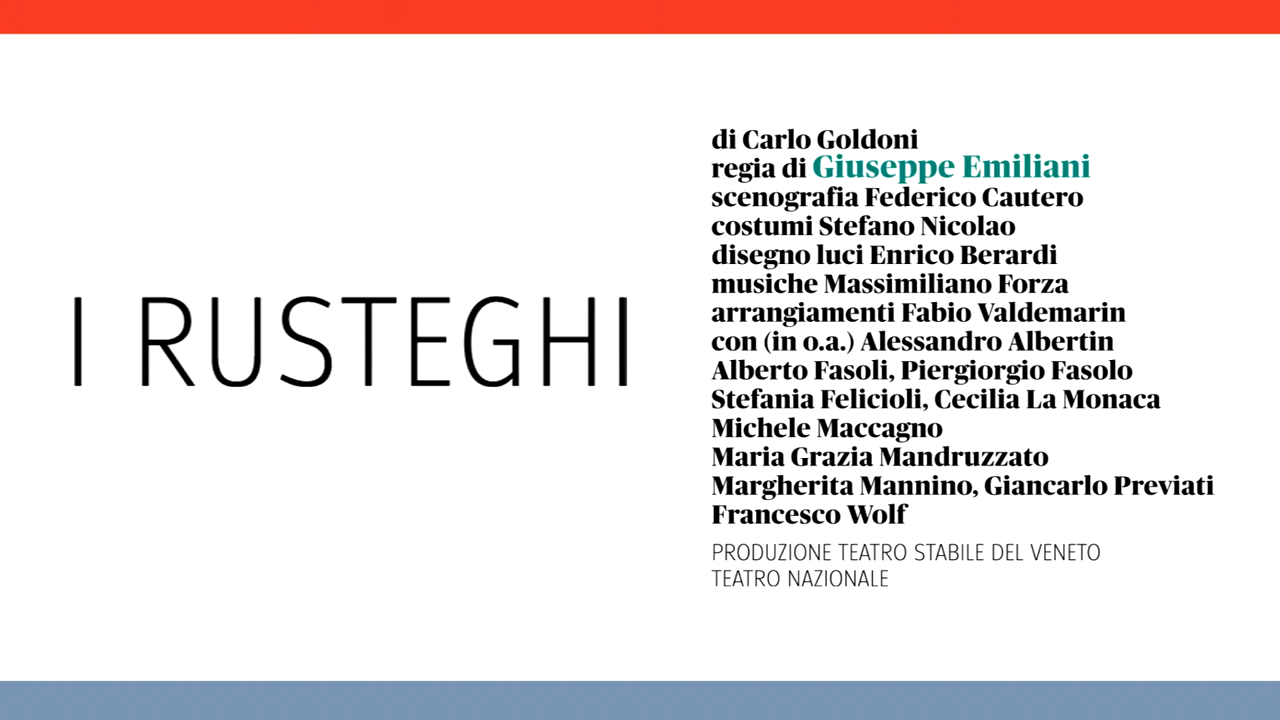 I RUSTEGHI
di Carlo Goldoni
regia di Giuseppe Emiliani
scenografia Federico Cautero
costumi Stefano Nicolao
disegno luci Enrico Berardi
musiche Massimiliano Forza
arrangiamenti Fabio Valdemarin
con (in o.a.) Alessandro Albertin
Alberto Fasoli, Piergiorgio Fasolo
Stefania Felicioli, Cecilia La Monaca
Michele Maccagno
Maria Grazia Mandruzzato
Margherita Mannino, Giancarlo Previati
Francesco Wolf
PRODUZIONE TEATRO STABILE DEL VENETO
TEATRO NAZIONALE